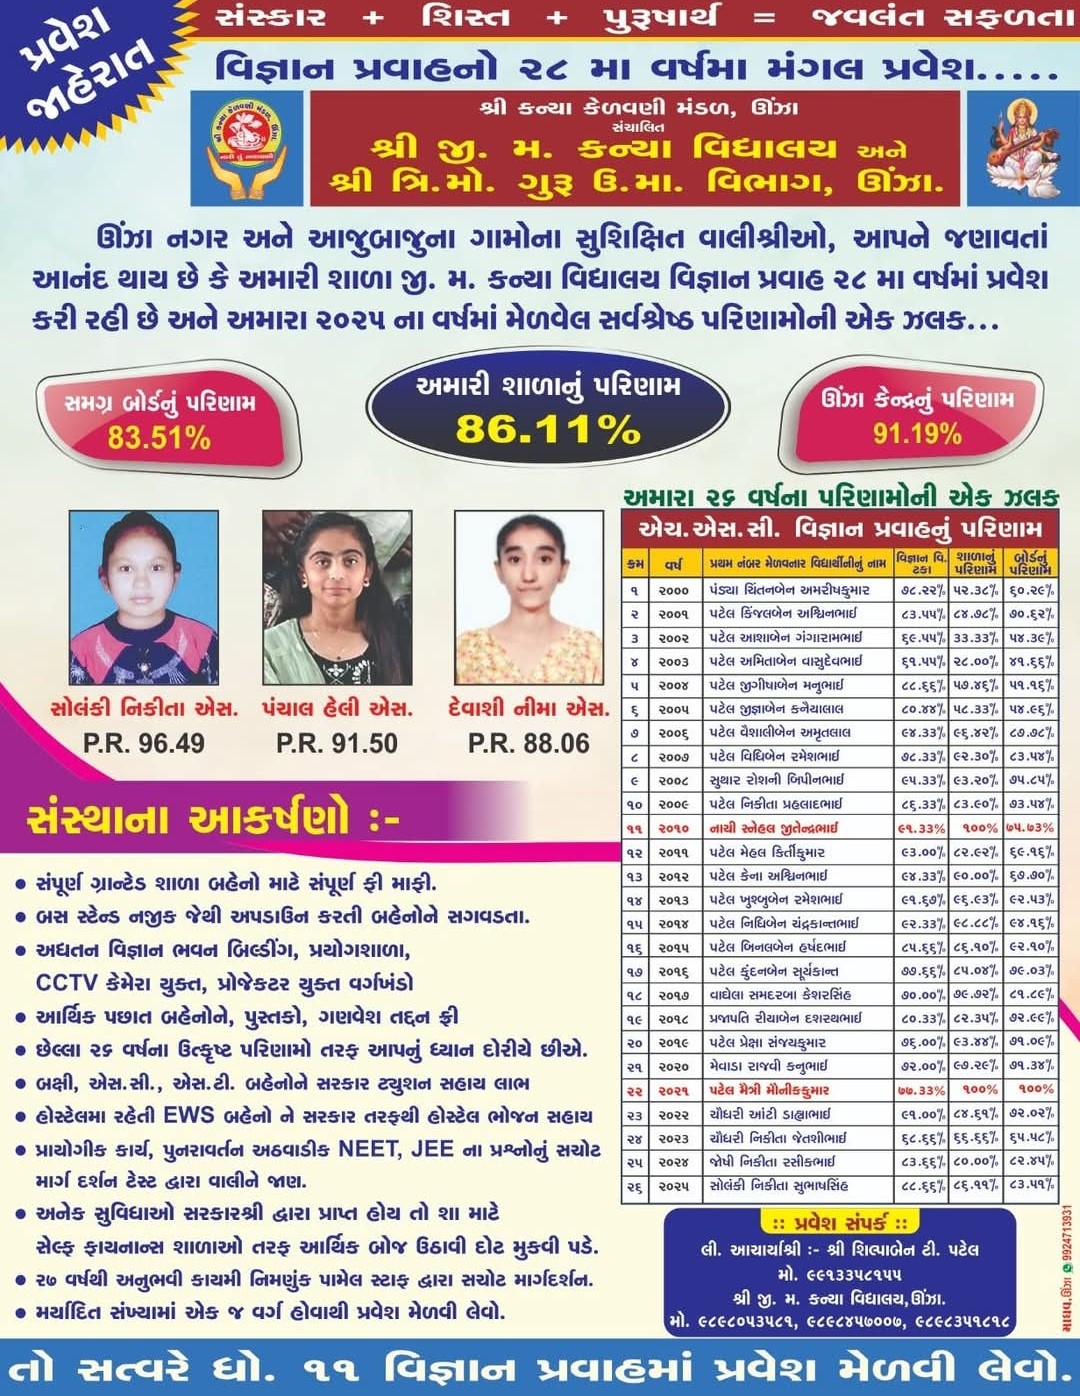 પ્રવેશ
જાહેરાત
સંસ્કાર + શિસ્ત + પુરૂષાર્થ = જવલંત સફળતા
વિજ્ઞાન પ્રવાહનો ૨૮ મા વર્ષમા મંગલ પ્રવેશ.....
શ્રી કન્યા કેળવણી મંડળ, ઊંઝા
સંચાલિત
શ્રી જી. મ. કન્યા વિદ્યાલય અને
શ્રી ત્રિ.મો. ગુરૂ ઉ.મા. વિભાગ, ઊંઝા.
ઊંઝા નગર અને આજુબાજુના ગામોના સુશિક્ષિત વાલીશ્રીઓ, આપને જણાવતાં
આનંદ થાય છે કે અમારી શાળા જી. મ. કન્યા વિદ્યાલય વિજ્ઞાન પ્રવાહ ૨૮ મા વર્ષમાં પ્રવેશ
કરી રહી છે અને અમારા ૨૦૨૫ ના વર્ષમાં મેળવેલ સર્વશ્રેષ્ઠ પરિણામોની એક ઝલક...
સમગ્ર બોર્ડનું પરિણામ
83.51%
અમારી શાળાનું પરિણામ
86.11%
ઊંઝા કેન્દ્રનું પરિણામ
91.19%
સોલંકી નિકીતા એસ.
P.R. 96.49
પંચાલ હેલી એસ.
P.R. 91.50
દેવાશી નીમા એસ.
P.R. 88.06
અમારા ૨૬ વર્ષના પરિણામોની એક ઝલક
એચ.એસ.સી. વિજ્ઞાન પ્રવાહનું પરિણામ
ક્રમ વર્ષ પ્રથમ નંબર મેળવનાર વિદ્યાર્થીનીનું નામ વિજ્ઞાન વિ. ટકા શાળાનું પરિણામ બોર્ડનું પરિણામ
૧ ૨૦૦૦ પંડ્યા ચિંતનબેન અમરીષકુમાર ૭૮.૨૨% ૫૨.૩૮% ૬૦.૨૯%
૨ ૨૦૦૧ પટેલ કિંજલબેન અશ્વિનભાઈ ૮૩.૫૫% ૮૪.૭૮% ૭૦.૬૨%
૩ ૨૦૦૨ પટેલ આશાબેન ગંગારામભાઈ ૬૯.૫૫% ૩૩.૩૩% ૫૪.૩૯%
૪ ૨૦૦૩ પટેલ અમિતાબેન વાસુદેવભાઈ ૬૧.૫૫% ૨૮.૦૦% ૪૧.૬૬%
૫ ૨૦૦૪ પટેલ જીગીષાબેન મનુભાઈ ૮૮.૬૬% ૫૭.૪૬% ૫૧.૧૬%
૬ ૨૦૦૫ પટેલ જીજ્ઞાબેન કનૈયાલાલ ૮૦.૪૪% ૫૮.૩૩% ૫૪.૯૬%
૭ ૨૦૦૬ પટેલ વૈશાલીબેન અમૃતલાલ ૯૪.૩૩% ૯૬.૪૨% ૮૭.૭૮%
૮ ૨૦૦૭ પટેલ વિધિબેન રમેશભાઈ ૭૮.૩૩% ૯૨.૩૦% ૮૩.૫૪%
૯ ૨૦૦૮ સુથાર રોશની બિપીનભાઈ ૯૫.૩૩% ૯૩.૨૦% ૭૫.૮૫%
૧૦ ૨૦૦૯ પટેલ નિકીતા પ્રહલાદભાઈ ૮૬.૩૩% ૮૩.૯૦% ૭૩.૫૪%
૧૧ ૨૦૧૦ નાયી સ્નેહલ જીતેન્દ્રભાઈ ૯૧.૩૩% ૧૦૦% ૭૫.૭૩%
૧૨ ૨૦૧૧ પટેલ મેહલ કિર્તીકુમાર ૯૩.૦૦% ૮૨.૯૨% ૬૯.૧૬%
૧૩ ૨૦૧૨ પટેલ કેના અશ્વિનભાઈ ૯૪.૩૩% ૯૦.૦૦% ૬૭.૭૦%
૧૪ ૨૦૧૩ પટેલ ખુશ્બુબેન રમેશભાઈ ૯૧.૬૭% ૯૬.૯૩% ૯૨.૫૩%
૧૫ ૨૦૧૪ પટેલ નિધિબેન ચંદ્રકાન્તભાઈ ૯૨.૩૩% ૯૮.૮૮% ૯૪.૧૬%
૧૬ ૨૦૧૫ પટેલ બિનલબેન હર્ષદભાઈ ૮૫.૬૬% ૮૬.૧૦% ૯૨.૧૦%
૧૭ ૨૦૧૬ પટેલ કુંદનબેન સૂર્યકાન્ત ૭૭.૬૬% ૮૫.૦૪% ૭૯.૦૩%
૧૮ ૨૦૧૭ વાઘેલા સમદરબા કેશરસિંહ ૭૦.૦૦% ૭૯.૭૨% ૮૧.૮૯%
૧૯ ૨૦૧૮ પ્રજાપતિ રીયાબેન દશરથભાઈ ૮૦.૩૩% ૮૨.૩૫% ૭૨.૯૯%
૨૦ ૨૦૧૯ પટેલ પ્રેક્ષા સંજયકુમાર ૭૬.૦૦% ૯૩.૪૪% ૭૧.૦૯%
૨૧ ૨૦૨૦ મેવાડા રાજવી કનુભાઈ ૭૨.૦૦% ૯૭.૨૯% ૭૧.૩૪%
૨૨ ૨૦૨૧ પટેલ મૈત્રી મૌનીકકુમાર ૭૭.૩૩% ૧૦૦% ૧૦૦%
૨૩ ૨૦૨૨ ચૌધરી આંટી ડાહ્યાભાઈ ૯૧.૦૦% ૮૪.૬૧% ૭૨.૦૨%
૨૪ ૨૦૨૩ ચૌધરી નિકીતા જેતશીભાઈ ૬૮.૬૬% ૬૬.૬૬% ૬૫.૫૮%
૨૫ ૨૦૨૪ જોષી નિકીતા રસીકભાઈ ૮૩.૬૬% ૮૦.૦૦% ૮૨.૪૫%
૨૬ ૨૦૨૫ સોલંકી નિકીતા સુભાષસિંહ ૮૮.૬૬% ૮૬.૧૧% ૮૩.૫૧%
સંસ્થાના આકર્ષણો :-
• સંપૂર્ણ ગ્રાન્ટેડ શાળા બહેનો માટે સંપૂર્ણ ફી માફી.
• બસ સ્ટેન્ડ નજીક જેથી અપડાઉન કરતી બહેનોને સગવડતા.
• અદ્યતન વિજ્ઞાન ભવન બિલ્ડીંગ, પ્રયોગશાળા,
CCTV કેમેરા યુક્ત, પ્રોજેકટર યુક્ત વર્ગખંડો
• આર્થિક પછાત બહેનોને, પુસ્તકો, ગણવેશ તદ્દન ફ્રી
• છેલ્લા ૨૬ વર્ષના ઉત્કૃષ્ટ પરિણામો તરફ આપનું ધ્યાન દોરીયે છીએ.
• બક્ષી, એસ.સી., એસ.ટી. બહેનોને સરકાર ટ્યુશન સહાય લાભ
• હોસ્ટેલમા રહેતી EWS બહેનો ને સરકાર તરફથી હોસ્ટેલ ભોજન સહાય
• પ્રાયોગીક કાર્ય, પુનરાવર્તન અઠવાડીક NEET, JEE ના પ્રશ્નોનું સચોટ
માર્ગ દર્શન ટેસ્ટ દ્વારા વાલીને જાણ.
• અનેક સુવિધાઓ સરકારશ્રી દ્વારા પ્રાપ્ત હોય તો શા માટે
સેલ્ફ ફાયનાન્સ શાળાઓ તરફ આર્થિક બોજ ઉઠાવી દોટ મુકવી પડે.
• ૨૭ વર્ષથી અનુભવી કાયમી નિમણુંક પામેલ સ્ટાફ દ્વારા સચોટ માર્ગદર્શન.
• મર્યાદિત સંખ્યામાં એક જ વર્ગ હોવાથી પ્રવેશ મેળવી લેવો.
:: પ્રવેશ સંપર્ક ::
લી. આચાર્યાશ્રી :- શ્રી શિલ્પાબેન ટી. પટેલ
મો. ૯૯૧૩૩૫૮૧૫૫
શ્રી જી. મ. કન્યા વિદ્યાલય,ઊંઝા.
મો. ૯૮૯૮૦૫૩૫૮૧, ૯૮૯૮૪૫૭૦૦૭, ૯૮૯૮૩૫૧૮૧૮
માધવ,ઊંઝા 9924713931
તો સત્વરે ધો. ૧૧ વિજ્ઞાન પ્રવાહમાં પ્રવેશ મેળવી લેવો.